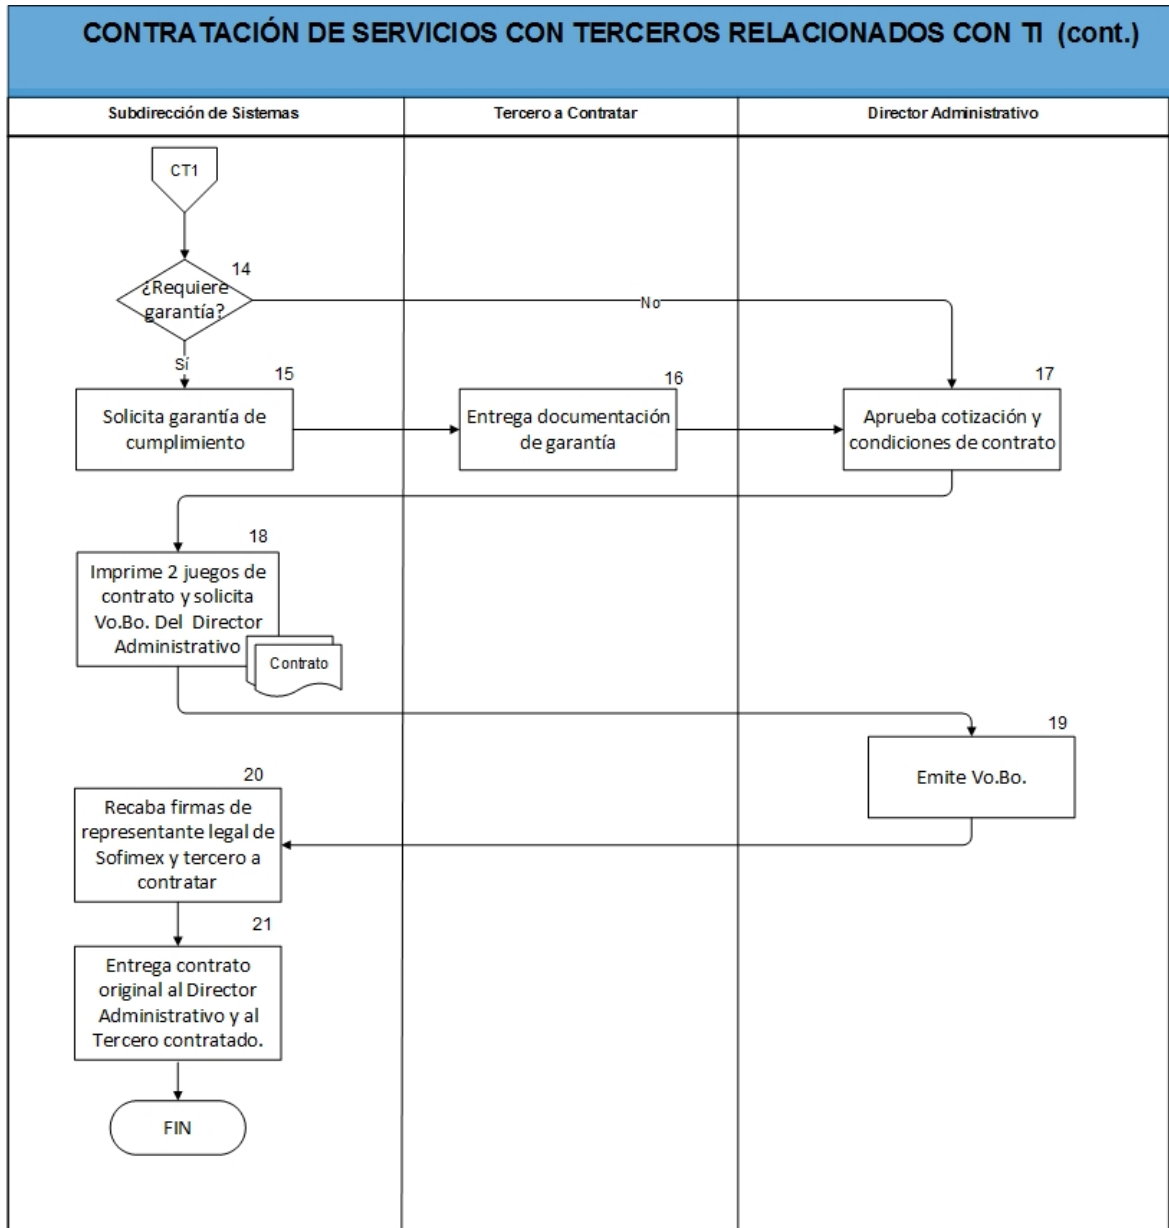 CONTRATACIÓN DE SERVICIOS CON TERCEROS RELACIONADOS CON TI (cont.)
Subdirección de Sistemas
Tercero a Contratar
Director Administrativo
CT1
14
¿Requiere
garantía?
No
Sí
15
Solicita garantía de
cumplimiento
16
Entrega documentación
de garantía
17
Aprueba cotización y
condiciones de contrato
18
Imprime 2 juegos de
contrato y solicita
Vo.Bo. Del Director
Administrativo
Contrato
19
Emite Vo.Bo.
20
Recaba firmas de
representante legal de
Sofimex y tercero a
contratar
21
Entrega contrato
original al Director
Administrativo y al
Tercero contratado.
FIN